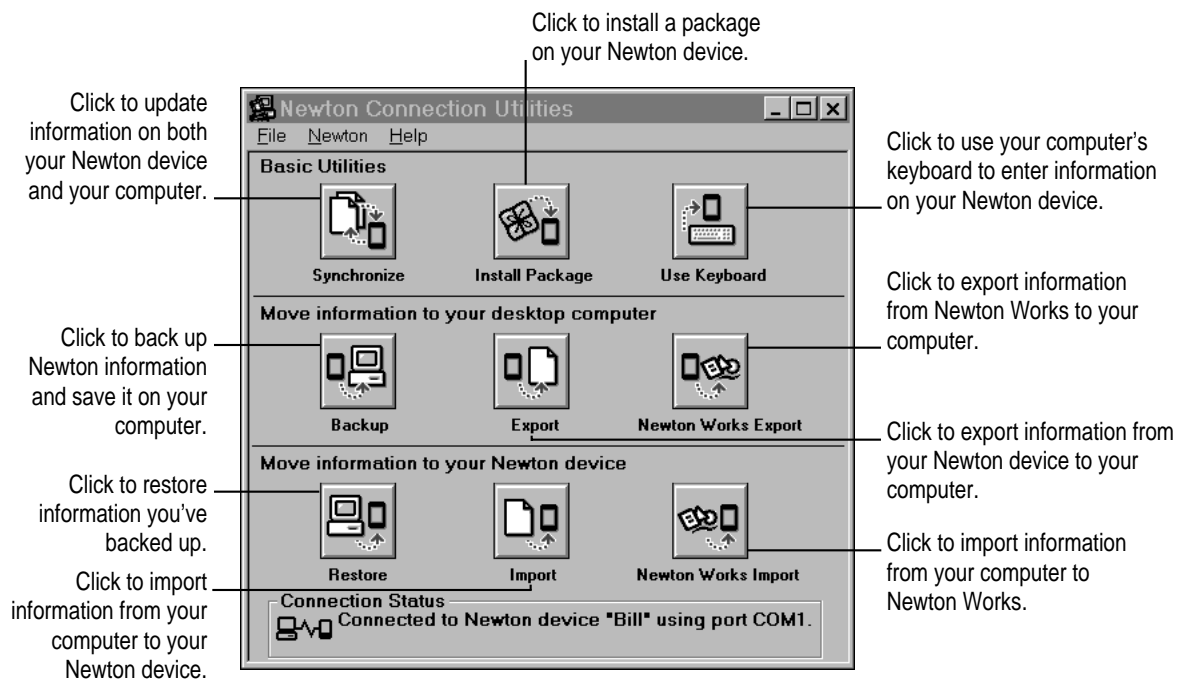 Click to install a package
on your Newton device.
Click to update
information on both
your Newton device
and your computer.
Newton Connection Utilities
File Newton Help
Click to use your computer’s
keyboard to enter information
on your Newton device.
Basic Utilities
Synchronize Install Package Use Keyboard
Click to export information
from Newton Works to your
computer.
Move information to your desktop computer
Click to back up
Newton information
and save it on your
computer.
Backup Export Newton Works Export
Click to export information from
your Newton device to your
computer.
Move information to your Newton device
Click to restore
information you’ve
backed up.
Click to import information
from your computer to
Newton Works.
Restore Import Newton Works Import
Click to import
information from your
computer to your
Newton device.
Connection Status
Connected to Newton device "Bill" using port COM1.